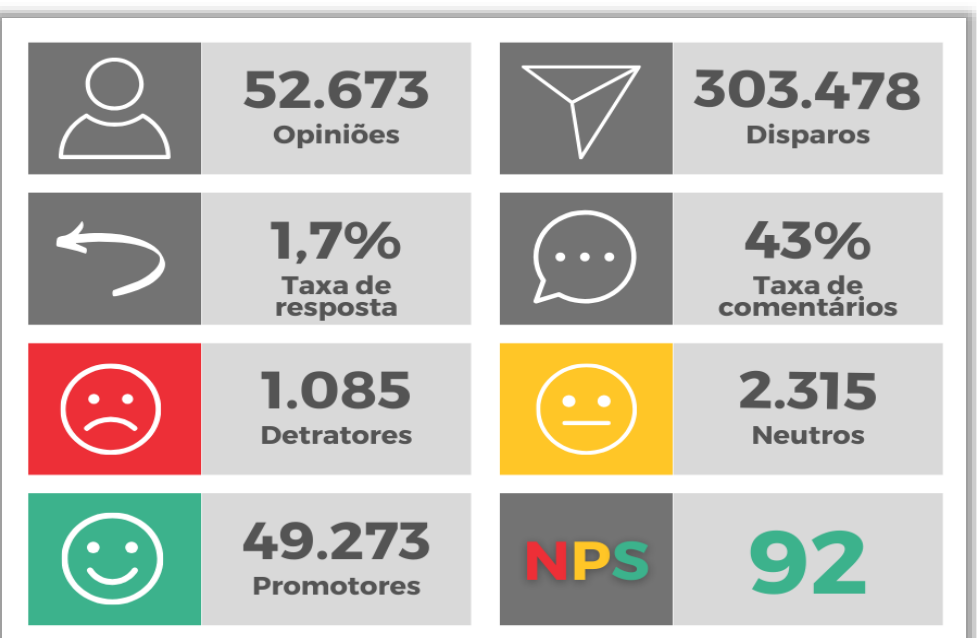 52.673
Opiniões
303.478
Disparos
1,7%
Taxa de
resposta
43%
Taxa de
comentários
1.085
Detratores
2.315
Neutros
49.273
Promotores
NPS
92